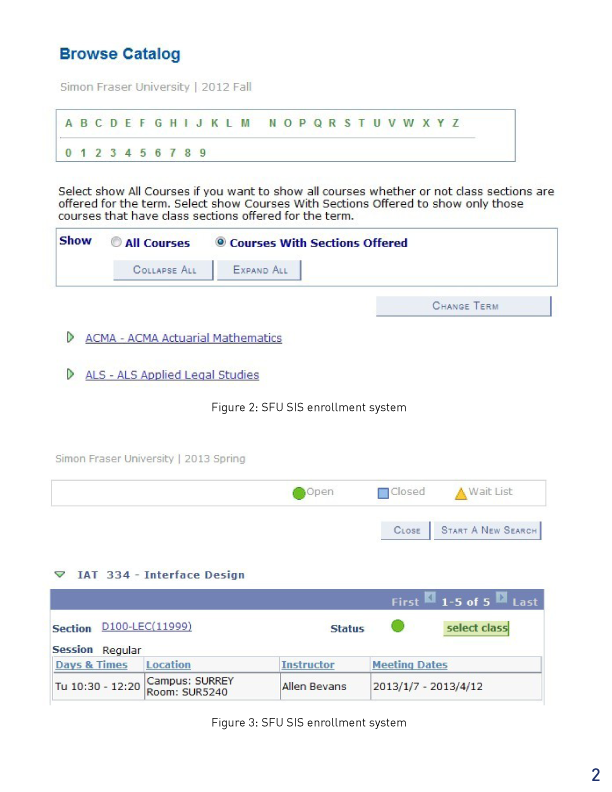 Browse Catalog
Simon Fraser University | 2012 Fall
A B C D E F G H I J K L M N O P Q R S T U V W X Y Z
0 1 2 3 4 5 6 7 8 9
Select show All Courses if you want to show all courses whether or not class sections are
offered for the term. Select show Courses With Sections Offered to show only those
courses that have class sections offered for the term.
Show All Courses Courses With Sections Offered
COLLAPSE ALL EXPAND ALL
CHANGE TERM
ACMA - ACMA Actuarial Mathematics
ALS - ALS Applied Legal Studies
Figure 2: SFU SIS enrollment system
Simon Fraser University | 2013 Spring
Open Closed Wait List
CLOSE START A NEW SEARCH
IAT 334 - Interface Design
First 1-5 of 5 Last
Section D100-LEC(11999) Status select class
Session Regular
Days & Times Location Instructor Meeting Dates
Tu 10:30 - 12:20 Campus: SURREY Room: SUR5240 Allen Bevans 2013/1/7 - 2013/4/12
Figure 3: SFU SIS enrollment system
2